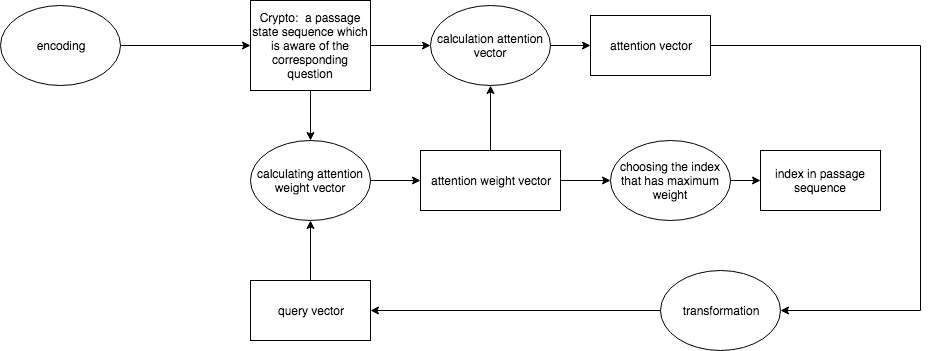 encoding
Crypto: a passage
state sequence which
is aware of the
corresponding
question
calculation attention
vector
attention vector
calculating attention
weight vector
attention weight vector
choosing the index
that has maximum
weight
index in passage
sequence
query vector
transformation